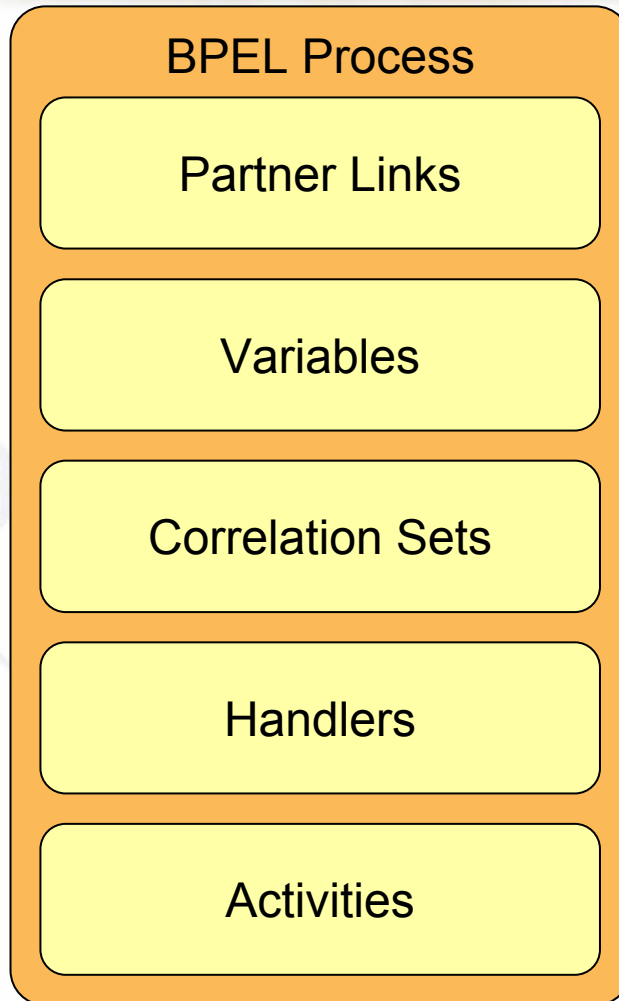 BPEL Process
Partner Links
Variables
Correlation Sets
Handlers
Activities